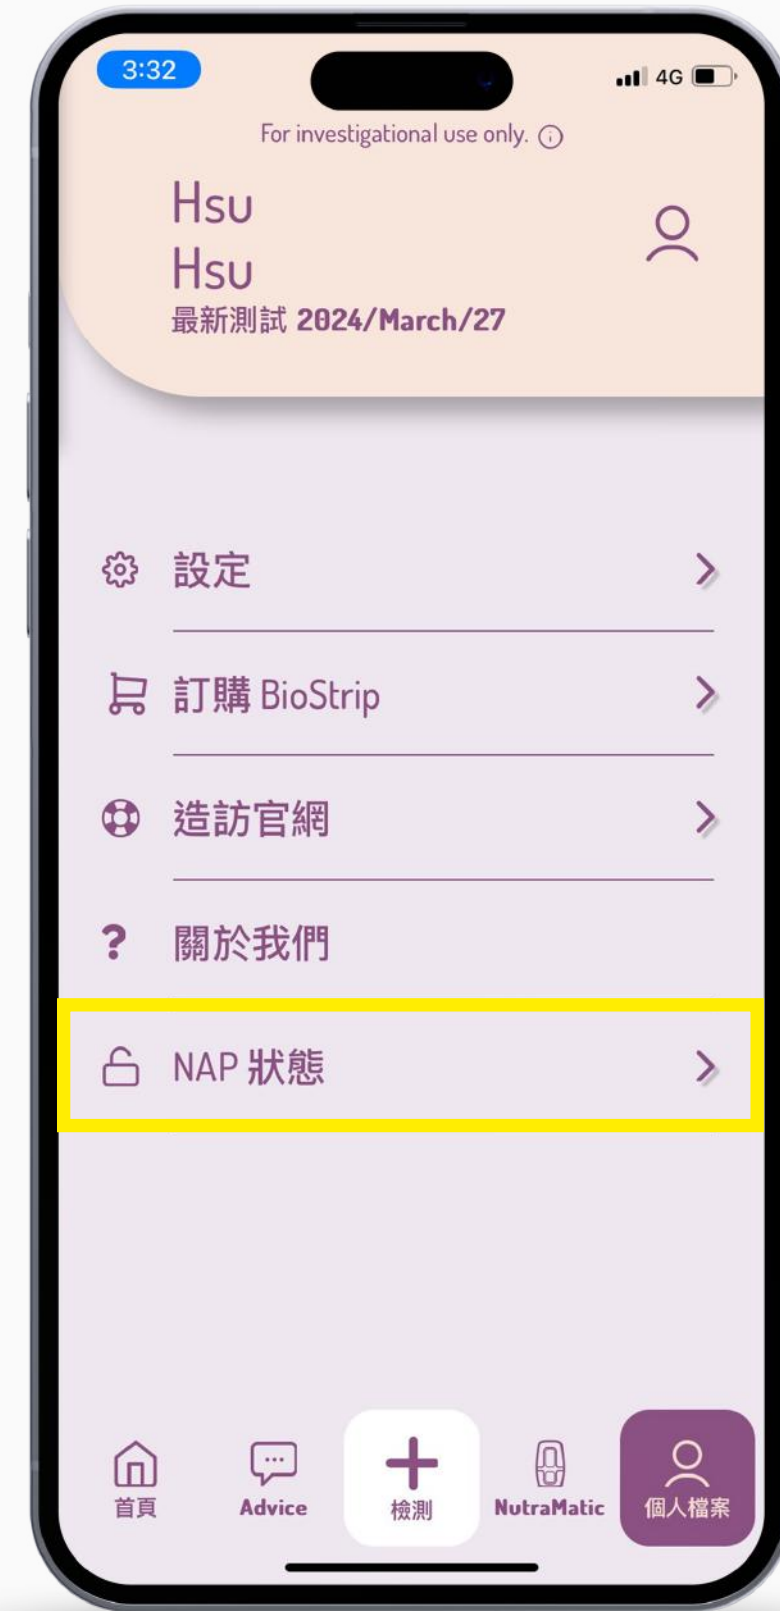 3:32
4G
For investigational use only.
Hsu
Hsu
最新測試 2024/March/27
設定
訂購 BioStrip
造訪官網
? 關於我們
NAP 狀態
首頁
Advice
檢測
NutraMatic
個人檔案